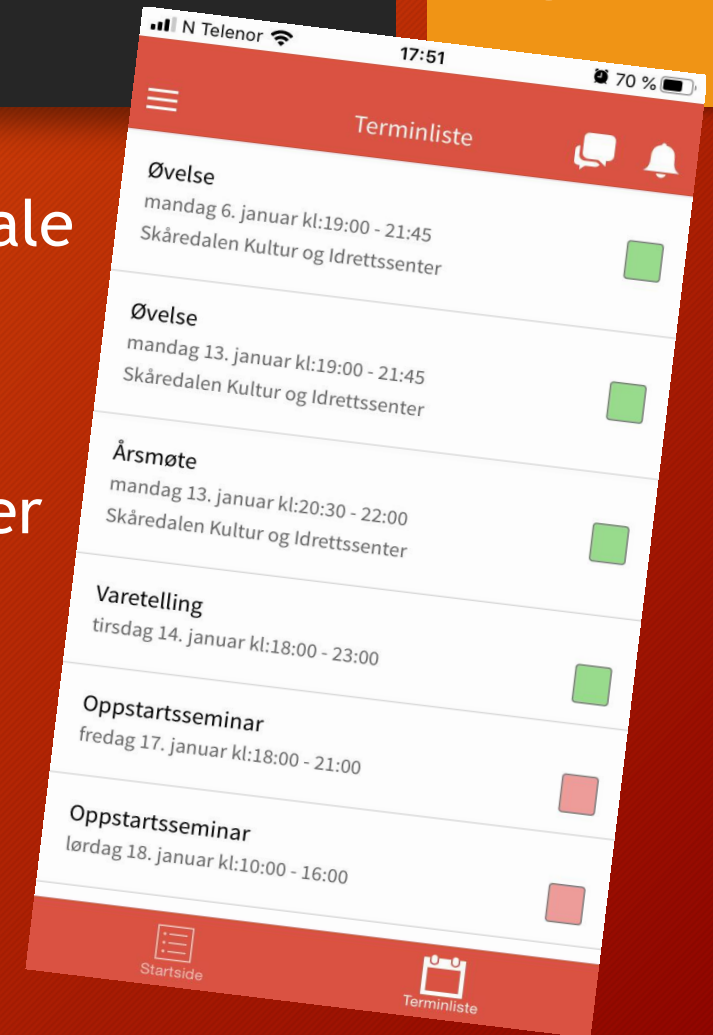 N Telenor
17:51
70 %
Terminliste
Øvelse
mandag 6. januar kl:19:00 - 21:45
Skåredalen Kultur og Idrettssenter
Øvelse
mandag 13. januar kl:19:00 - 21:45
Skåredalen Kultur og Idrettssenter
Årsmøte
mandag 13. januar kl:20:30 - 22:00
Skåredalen Kultur og Idrettssenter
Varetelling
tirsdag 14. januar kl:18:00 - 23:00
Oppstartsseminar
fredag 17. januar kl:18:00 - 21:00
Oppstartsseminar
lørdag 18. januar kl:10:00 - 16:00
Startside
Terminliste
ale
er